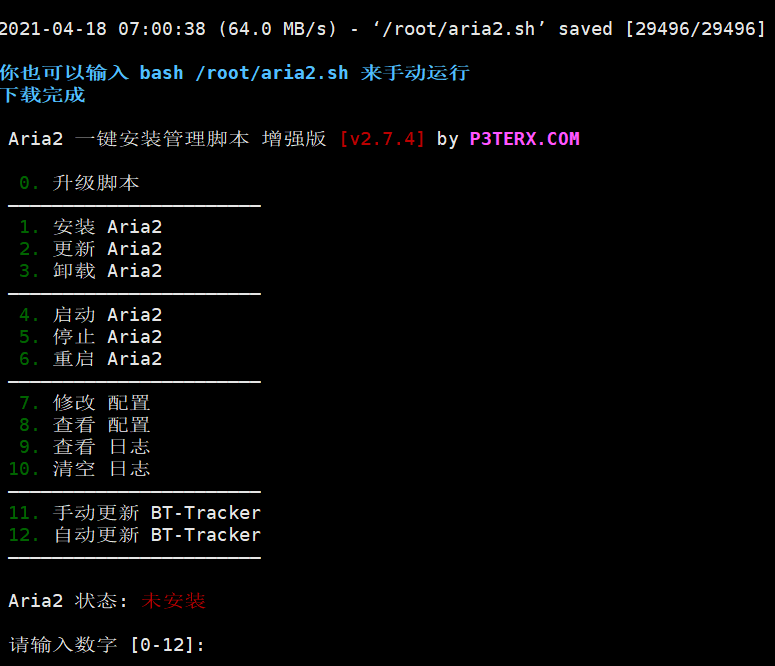 2021-04-18 07:00:38 (64.0 MB/s) - ‘/root/aria2.sh’ saved [29496/29496]
你也可以输入 bash /root/aria2.sh 来手动运行
下载完成
Aria2 一键安装管理脚本 增强版 [v2.7.4] by P3TERX.COM
0. 升级脚本
1. 安装 Aria2
2. 更新 Aria2
3. 卸载 Aria2
4. 启动 Aria2
5. 停止 Aria2
6. 重启 Aria2
7. 修改 配置
8. 查看 配置
9. 查看 日志
10. 清空 日志
11. 手动更新 BT-Tracker
12. 自动更新 BT-Tracker
Aria2 状态: 未安装
请输入数字 [0-12]: